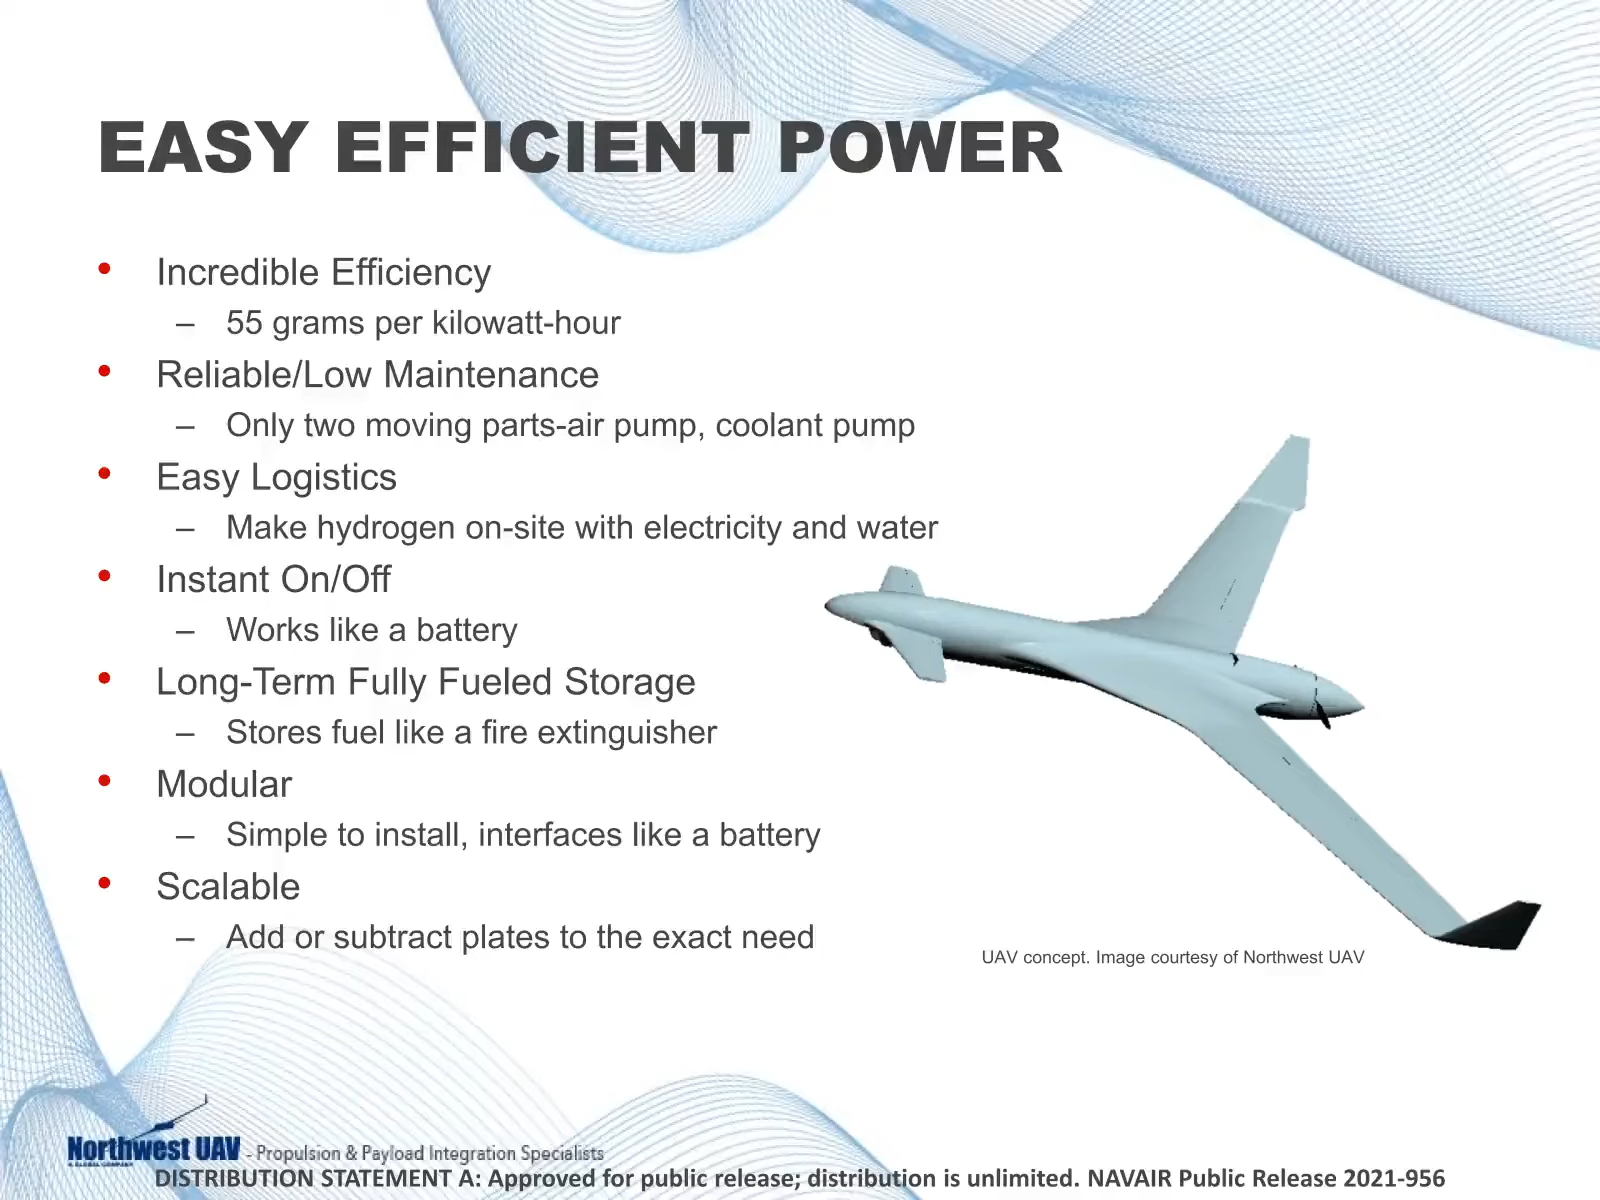 EASY EFFICIENT POWER
• Incredible Efficiency
– 55 grams per kilowatt-hour
• Reliable/Low Maintenance
– Only two moving parts-air pump, coolant pump
• Easy Logistics
– Make hydrogen on-site with electricity and water
• Instant On/Off
– Works like a battery
• Long-Term Fully Fueled Storage
– Stores fuel like a fire extinguisher
• Modular
– Simple to install, interfaces like a battery
• Scalable
– Add or subtract plates to the exact need
UAV concept. Image courtesy of Northwest UAV
Northwest UAV - Propulsion & Payload Integration Specialists
A GLOBAL COMPANY
DISTRIBUTION STATEMENT A: Approved for public release; distribution is unlimited. NAVAIR Public Release 2021-956